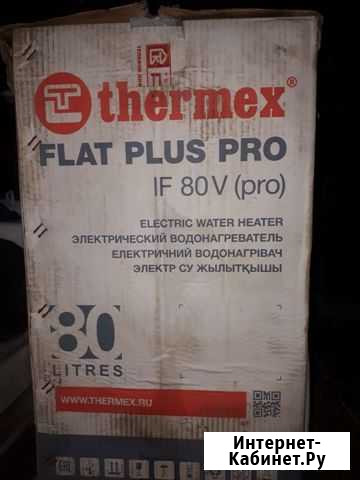 thermex®
FLAT PLUS PRO
IF 80 V (pro)
ELECTRIC WATER HEATER
ЭЛЕКТРИЧЕСКИЙ ВОДОНАГРЕВАТЕЛЬ
ЕЛЕКТРИЧНИЙ ВОДОНАГРІВАЧ
ЭЛЕКТР СУ ЖЫЛЫТҚЫШЫ
80
LITRES
WWW.THERMEX.RU
Интернет-
Кабинет.Ру